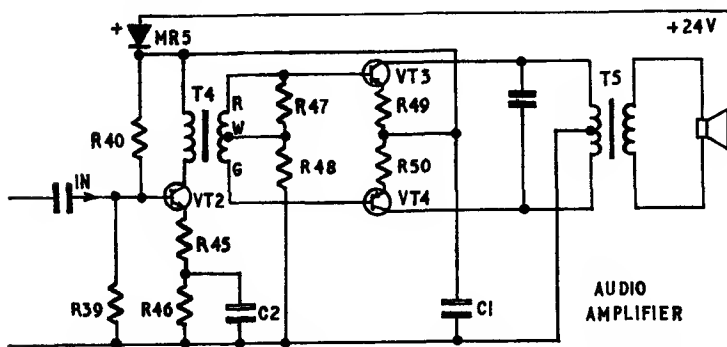 +
MR5
+24V
T4
T5
VT3
R
R47
R49
R40
W
R48
R50
G
IN
VT2
VT4
R45
R39
R46
C2
C1
AUDIO
AMPLIFIER